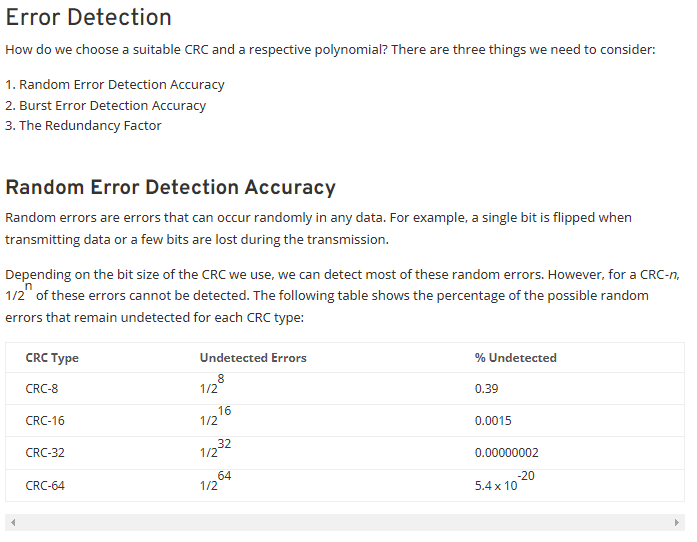 Error Detection
How do we choose a suitable CRC and a respective polynomial? There are three things we need to consider:
1. Random Error Detection Accuracy
2. Burst Error Detection Accuracy
3. The Redundancy Factor
Random Error Detection Accuracy
Random errors are errors that can occur randomly in any data. For example, a single bit is flipped when
transmitting data or a few bits are lost during the transmission.
Depending on the bit size of the CRC we use, we can detect most of these random errors. However, for a CRC-n,
1/2^n of these errors cannot be detected. The following table shows the percentage of the possible random
errors that remain undetected for each CRC type:
CRC Type Undetected Errors % Undetected
CRC-8 1/2^8 0.39
CRC-16 1/2^16 0.0015
CRC-32 1/2^32 0.00000002
CRC-64 1/2^64 5.4 x 10^-20